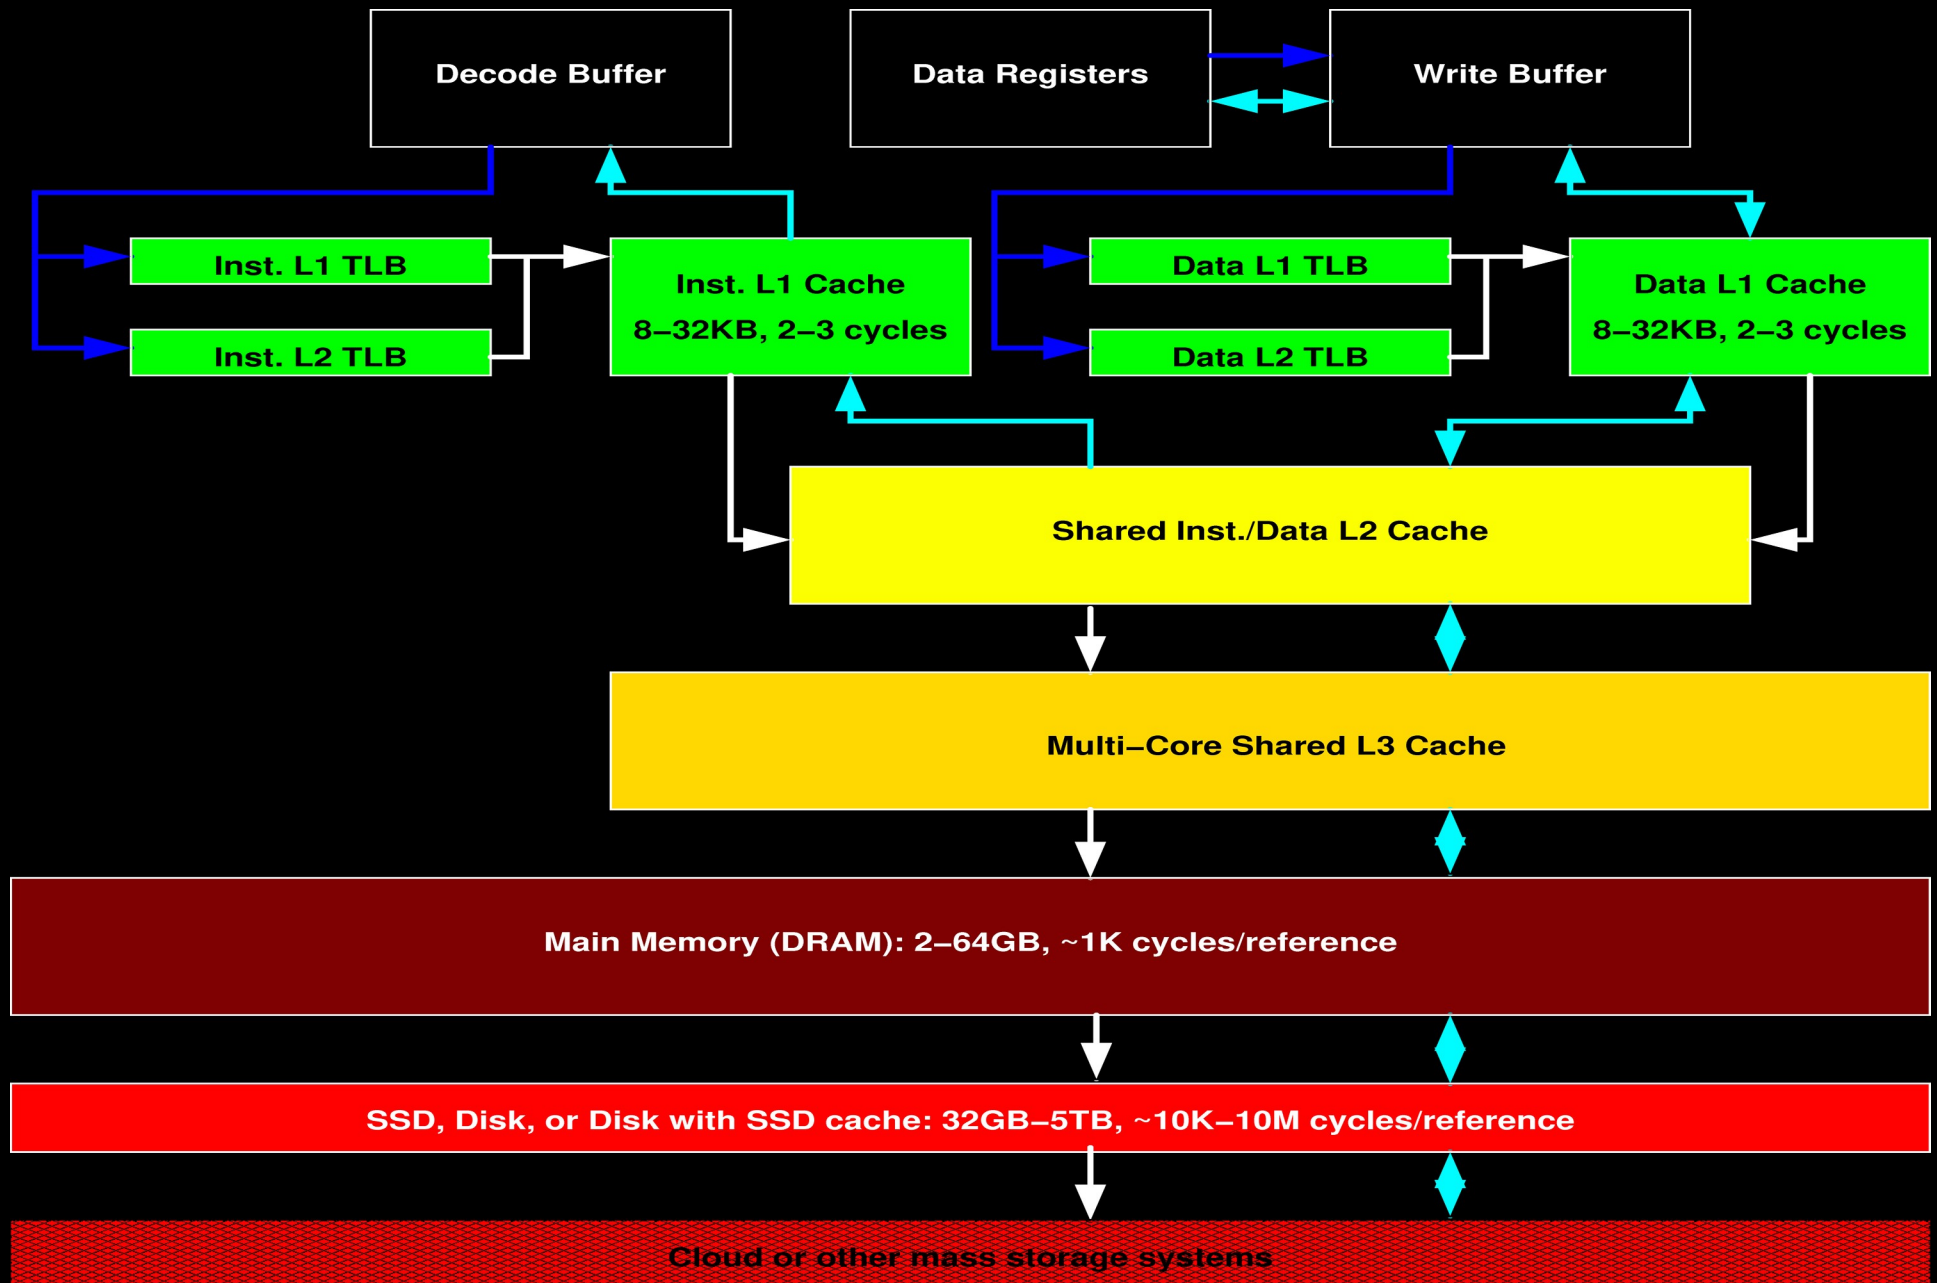 Decode Buffer
Data Registers
Write Buffer
Inst. L1 TLB
Inst. L2 TLB
Inst. L1 Cache
8–32KB, 2–3 cycles
Data L1 TLB
Data L2 TLB
Data L1 Cache
8–32KB, 2–3 cycles
Shared Inst./Data L2 Cache
Multi–Core Shared L3 Cache
Main Memory (DRAM): 2–64GB, ~1K cycles/reference
SSD, Disk, or Disk with SSD cache: 32GB–5TB, ~10K–10M cycles/reference
Cloud or other mass storage systems